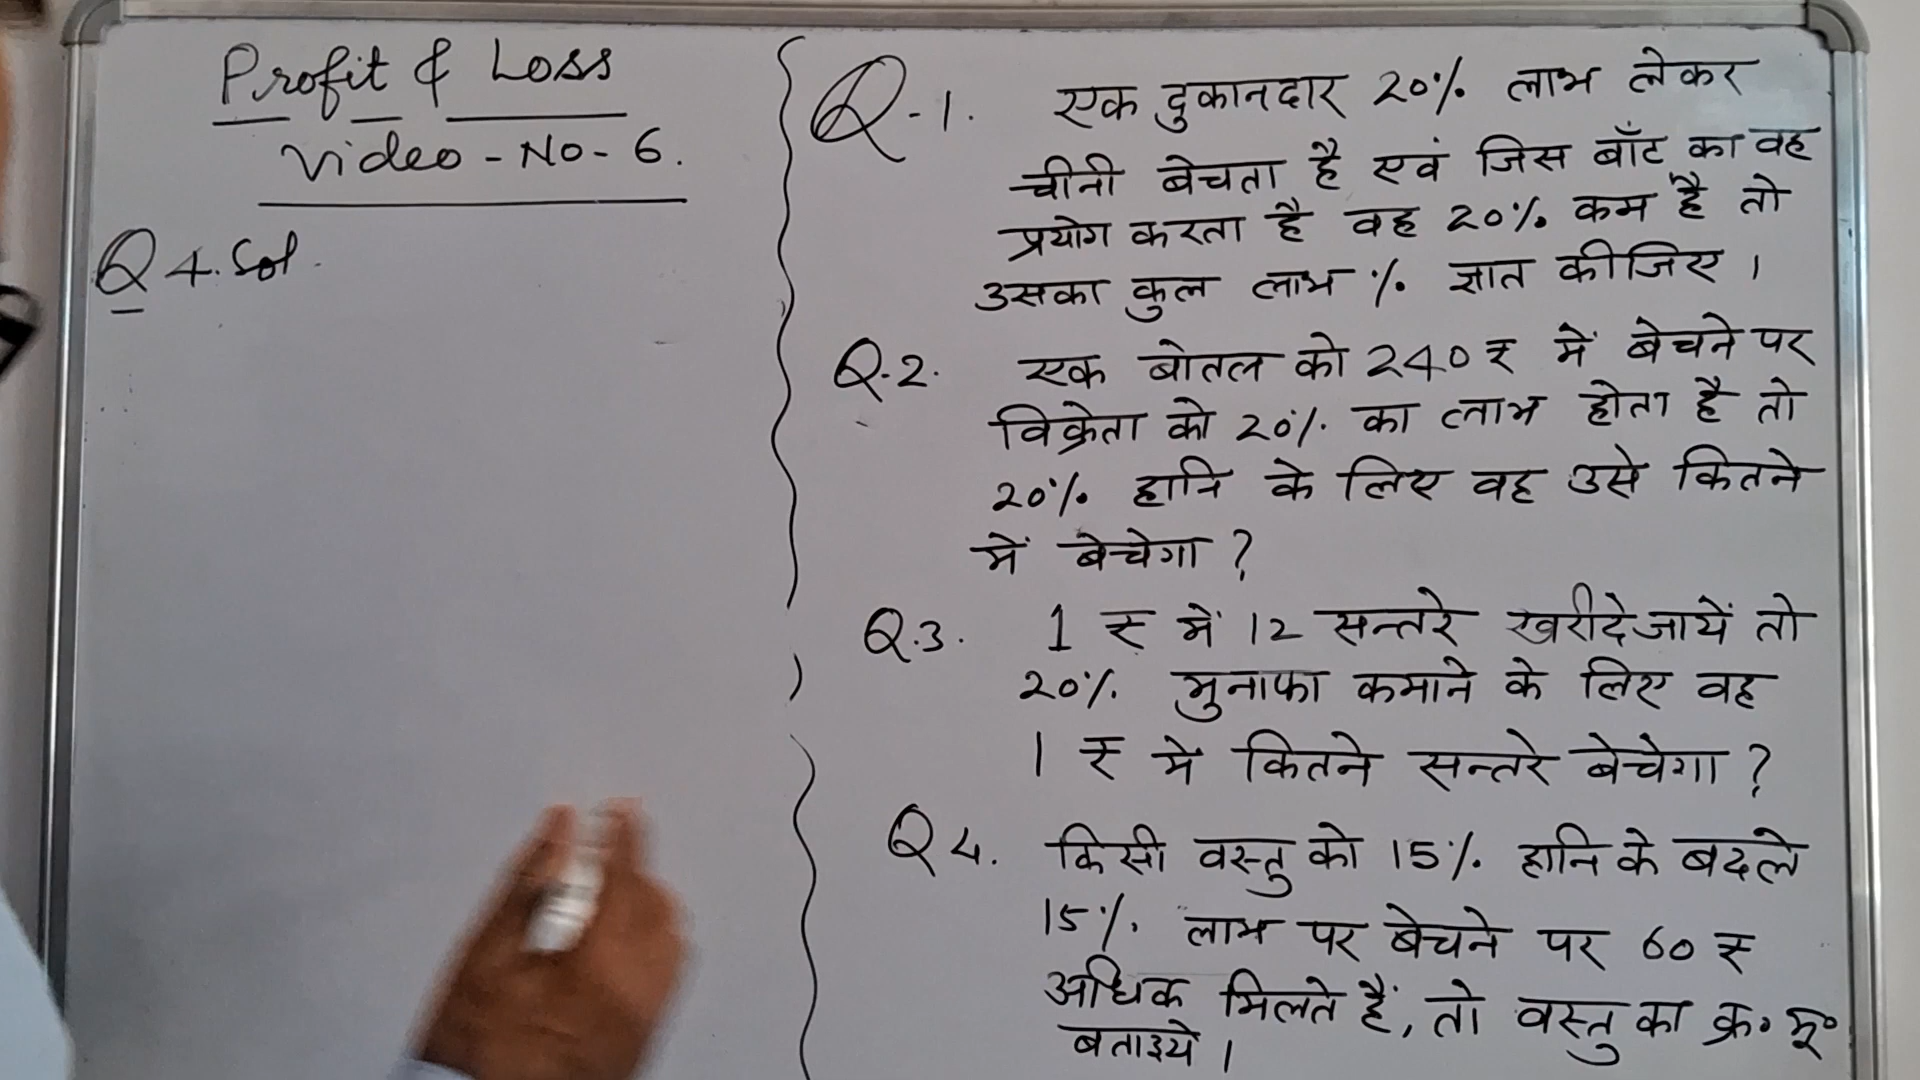 Profit & Loss
Video - No - 6.
Q 4. Sol.
Q-1. एक दुकानदार 20% लाभ लेकर
चीनी बेचता है एवं जिस बाँट का वह
प्रयोग करता है वह 20% कम है तो
उसका कुल लाभ % ज्ञात कीजिए ।
Q.2. एक बोतल को 240 ₹ में बेचने पर
विक्रेता को 20% का लाभ होता है तो
20% हानि के लिए वह उसे कितने
में बेचेगा ?
Q.3. 1 ₹ में 12 सन्तरे खरीदे जायें तो
20% मुनाफा कमाने के लिए वह
1 ₹ में कितने सन्तरे बेचेगा ?
Q 4. किसी वस्तु को 15% हानि के बदले
15% लाभ पर बेचने पर 60 ₹
अधिक मिलते हैं, तो वस्तु का क्र० मू०
बताइये ।